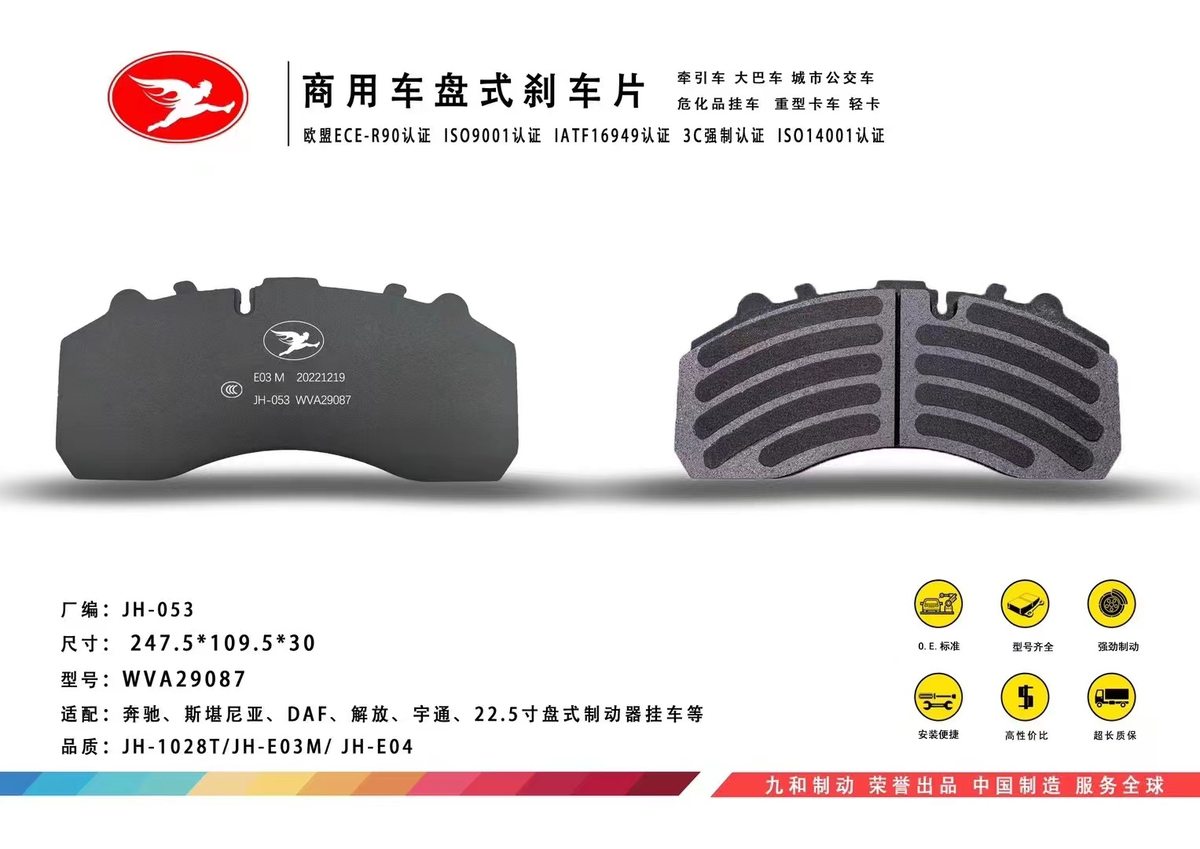 商用车盘式刹车片
牵引车 大巴车 城市公交车
危化品挂车 重型卡车 轻卡
欧盟ECE-R90认证 ISO9001认证 IATF16949认证 3C强制认证 ISO14001认证
E03 M 20221219
CCC
JH-053 WVA29087
厂编：JH-053
尺寸： 247.5*109.5*30
型号：WVA29087
适配：奔驰、斯堪尼亚、DAF、解放、宇通、22.5寸盘式制动器挂车等
品质：JH-1028T/JH-E03M/ JH-E04
O.E.标准
型号齐全
强劲制动
安装便捷
高性价比
超长质保
九和制动 荣誉出品 中国制造 服务全球